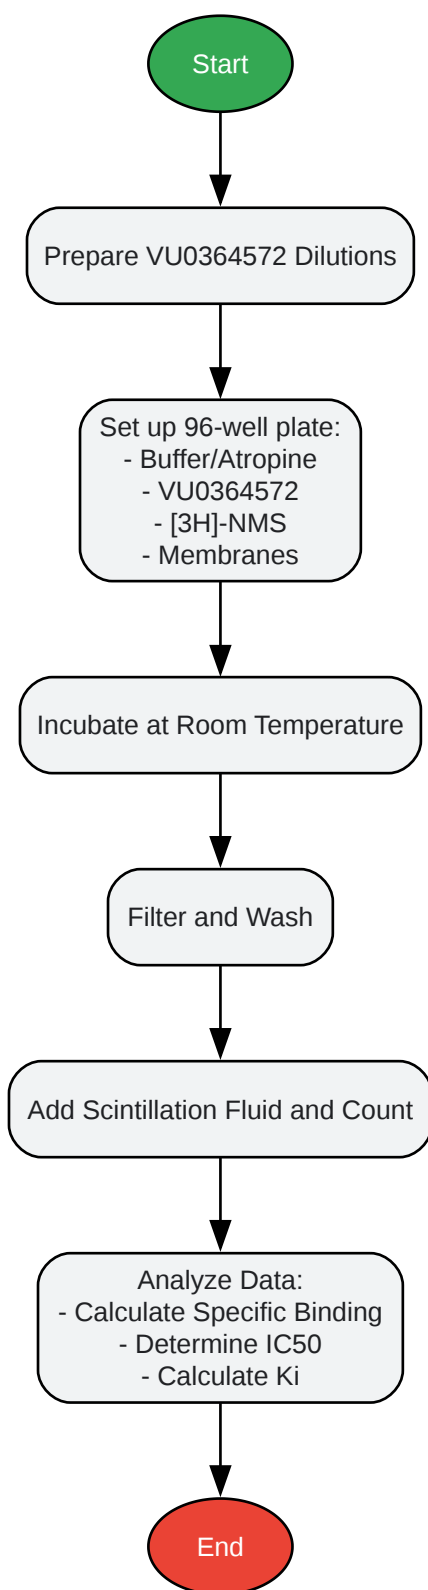 Start
Prepare VU0364572 Dilutions
Set up 96-well plate:
- Buffer/Atropine
- VU0364572
- [3H]-NMS
- Membranes
Incubate at Room Temperature
Filter and Wash
Add Scintillation Fluid and Count
Analyze Data:
- Calculate Specific Binding
- Determine IC50
- Calculate Ki
End